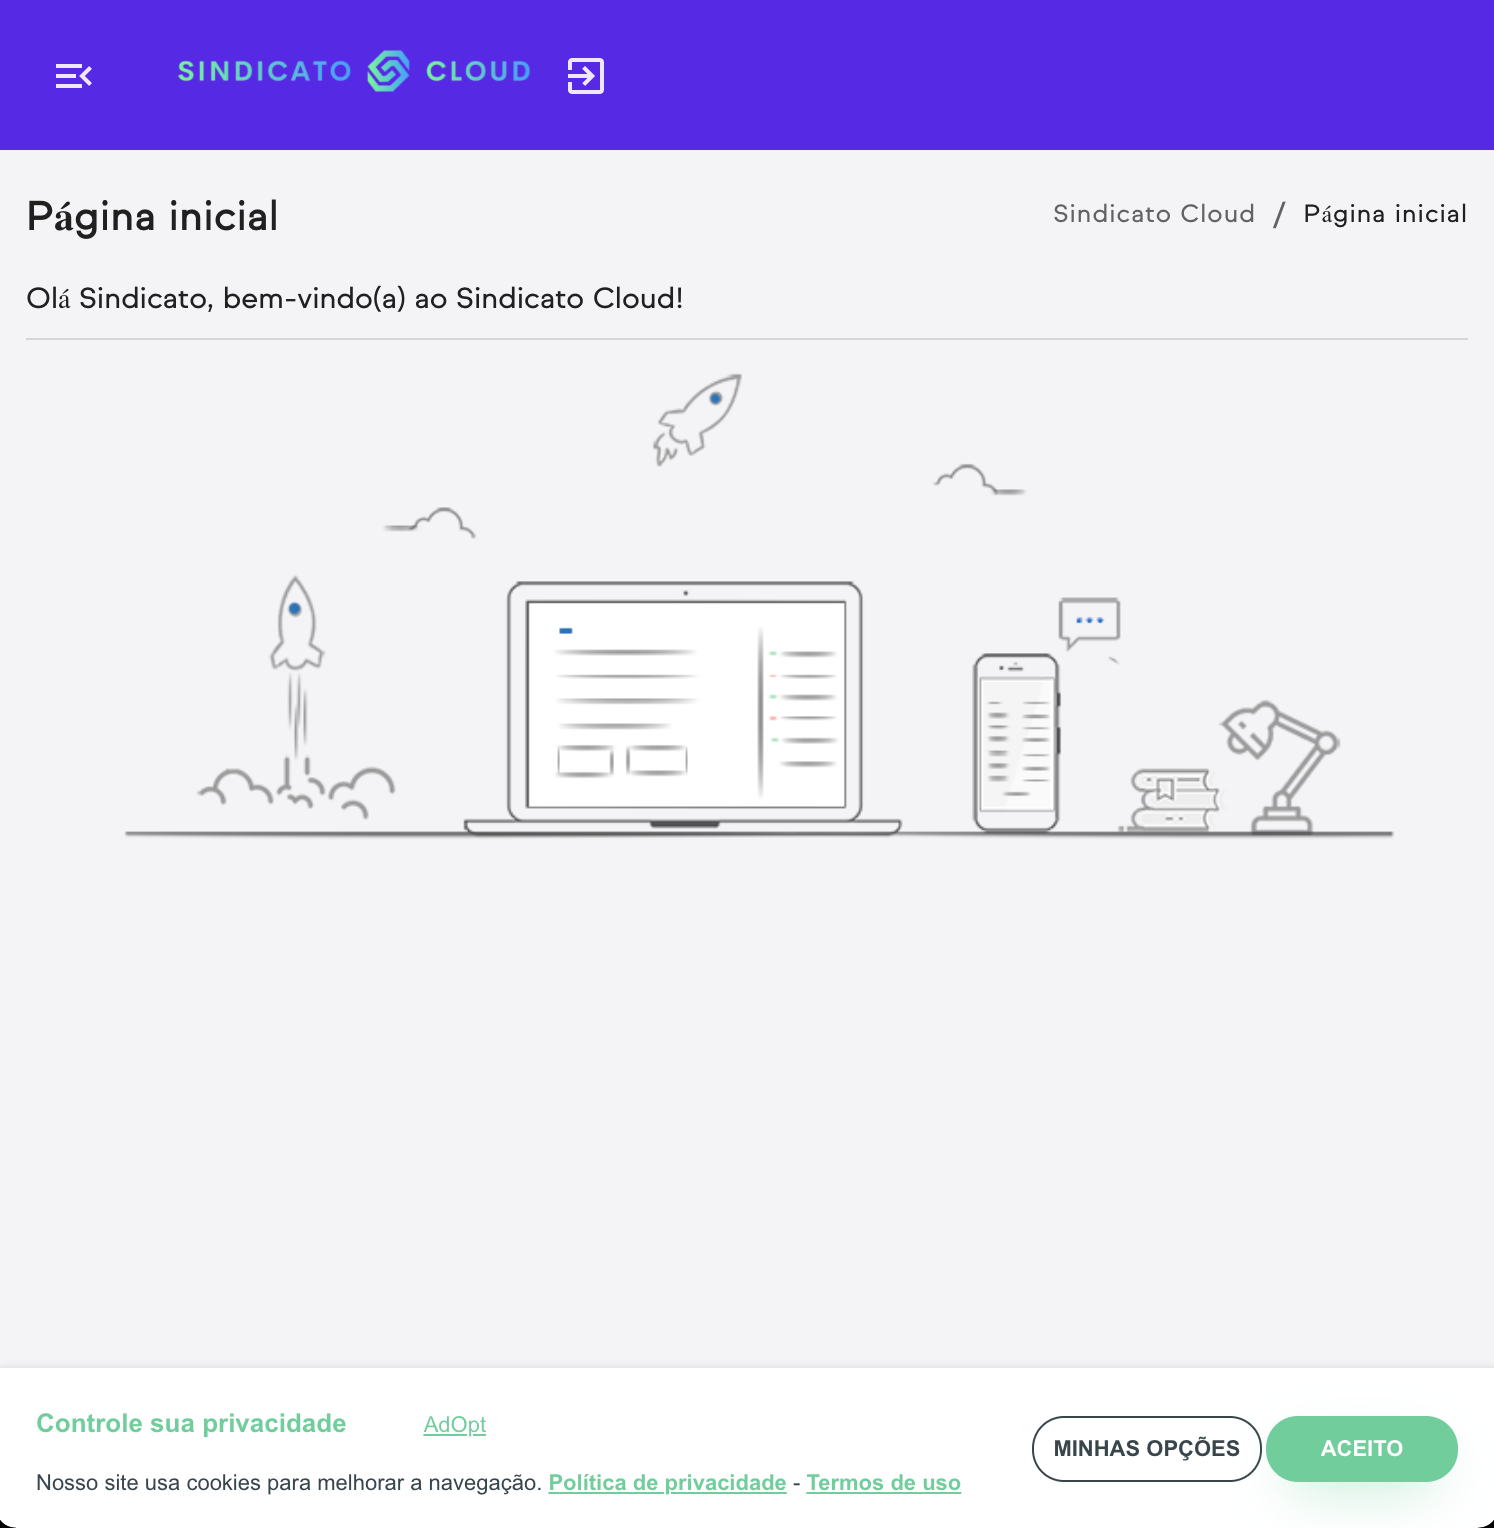 SINDICATO CLOUD
Página inicial
Sindicato Cloud / Página inicial
Olá Sindicato, bem-vindo(a) ao Sindicato Cloud!
Controle sua privacidade
AdOpt
Nosso site usa cookies para melhorar a navegação. Política de privacidade - Termos de uso
MINHAS OPÇÕES
ACEITO